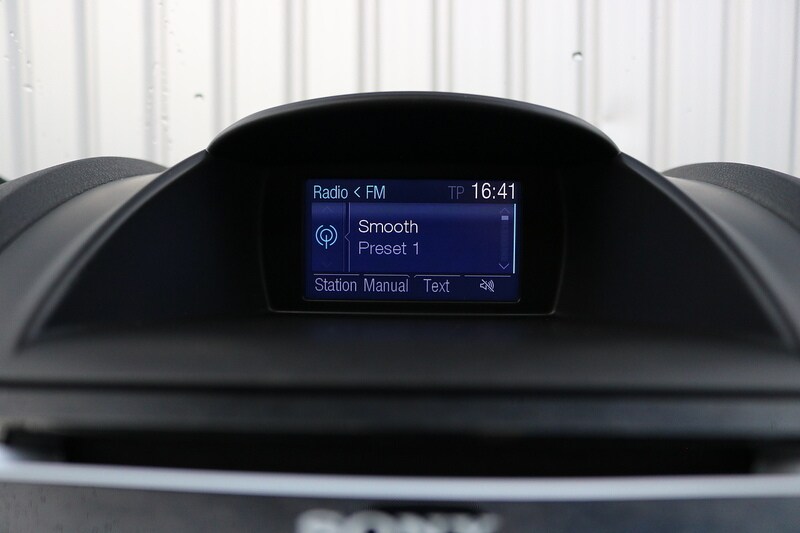 Radio < FM TP 16:41
Smooth
Preset 1
Station Manual Text
SONY